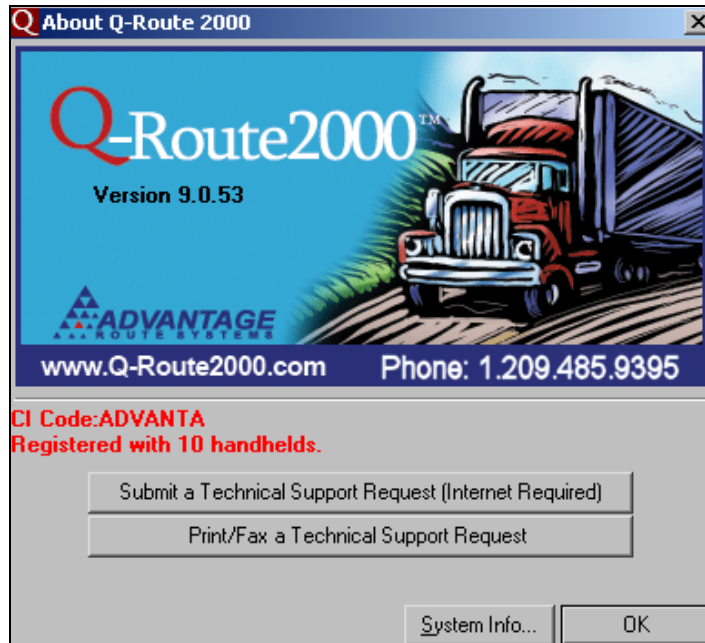 Q About Q-Route 2000
Q-Route2000™
Version 9.0.53
ADVANTAGE
ROUTE SYSTEMS
www.Q-Route2000.com Phone: 1.209.485.9395
CI Code:ADVANTA
Registered with 10 handhelds.
Submit a Technical Support Request (Internet Required)
Print/Fax a Technical Support Request
System Info... OK